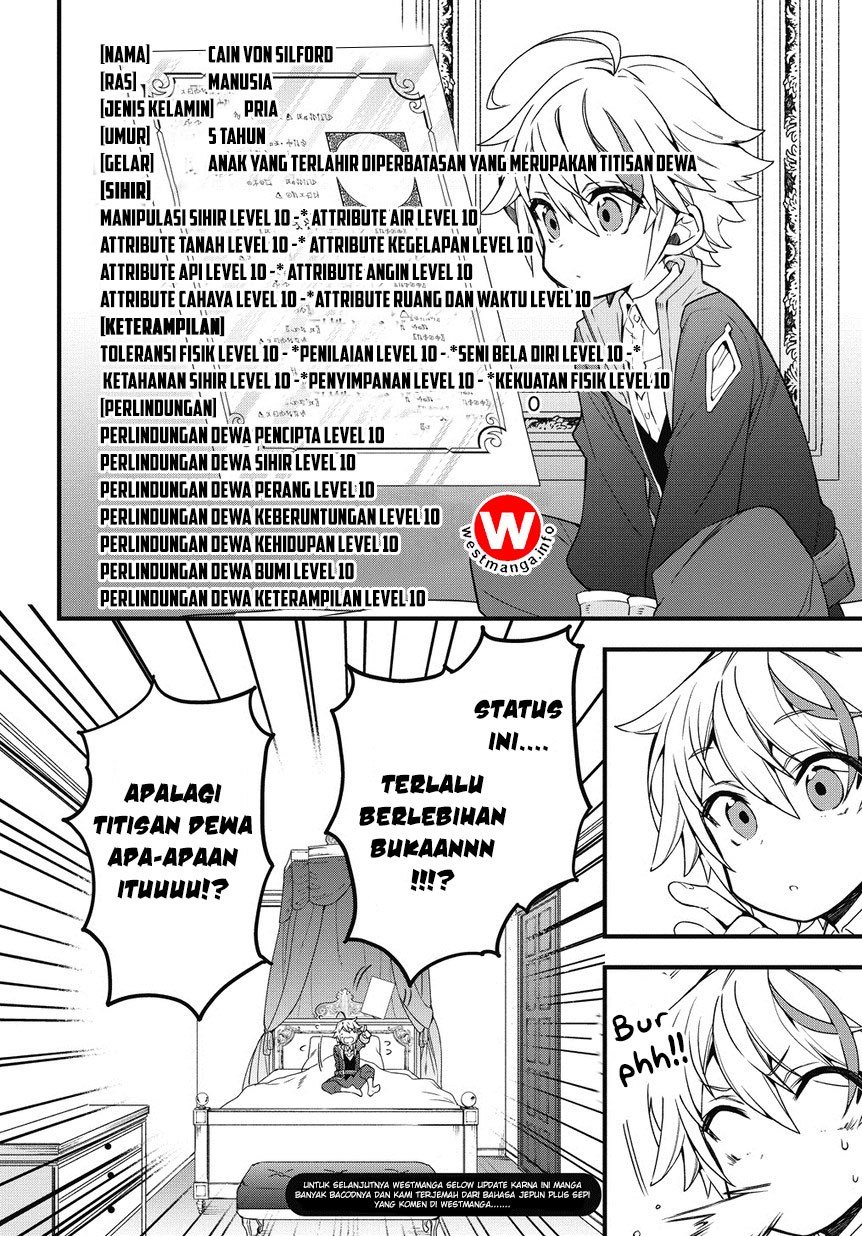 [NAMA] CAIN VON SILFORD
[RAS] MANUSIA
[JENIS KELAMIN] PRIA
[UMUR] 5 TAHUN
[GELAR] ANAK YANG TERLAHIR DIPERBATASAN YANG MERUPAKAN TITISAN DEWA
[SIHIR]
MANIPULASI SIHIR LEVEL 10 -* ATTRIBUTE AIR LEVEL 10
ATTRIBUTE TANAH LEVEL 10 -* ATTRIBUTE KEGELAPAN LEVEL 10
ATTRIBUTE API LEVEL 10 -* ATTRIBUTE ANGIN LEVEL 10
ATTRIBUTE CAHAYA LEVEL 10 -*ATTRIBUTE RUANG DAN WAKTU LEVEL 10
[KETERAMPILAN]
TOLERANSI FISIK LEVEL 10 - *PENILAIAN LEVEL 10 - *SENI BELA DIRI LEVEL 10 -*
KETAHANAN SIHIR LEVEL 10 -*PENYIMPANAN LEVEL 10 - *KEKUATAN FISIK LEVEL 10
[PERLINDUNGAN]
PERLINDUNGAN DEWA PENCIPTA LEVEL 10
PERLINDUNGAN DEWA SIHIR LEVEL 10
PERLINDUNGAN DEWA PERANG LEVEL 10
PERLINDUNGAN DEWA KEBERUNTUNGAN LEVEL 10
PERLINDUNGAN DEWA KEHIDUPAN LEVEL 10
PERLINDUNGAN DEWA BUMI LEVEL 10
PERLINDUNGAN DEWA KETERAMPILAN LEVEL 10
W
westmanga.info
STATUS
INI....
TERLALU
BERLEBIHAN
BUKAANNN
!!!?
APALAGI
TITISAN DEWA
APA-APAAN
ITUUUU!?
Bur
phh!!
UNTUK SELANJUTNYA WESTMANGA SELOW UPDATE KARNA INI MANGA
BANYAK BACODNYA DAN KAMI TERJEMAH DARI BAHASA JEPUN PLUS SEPI
YANG KOMEN DI WESTMANGA.......